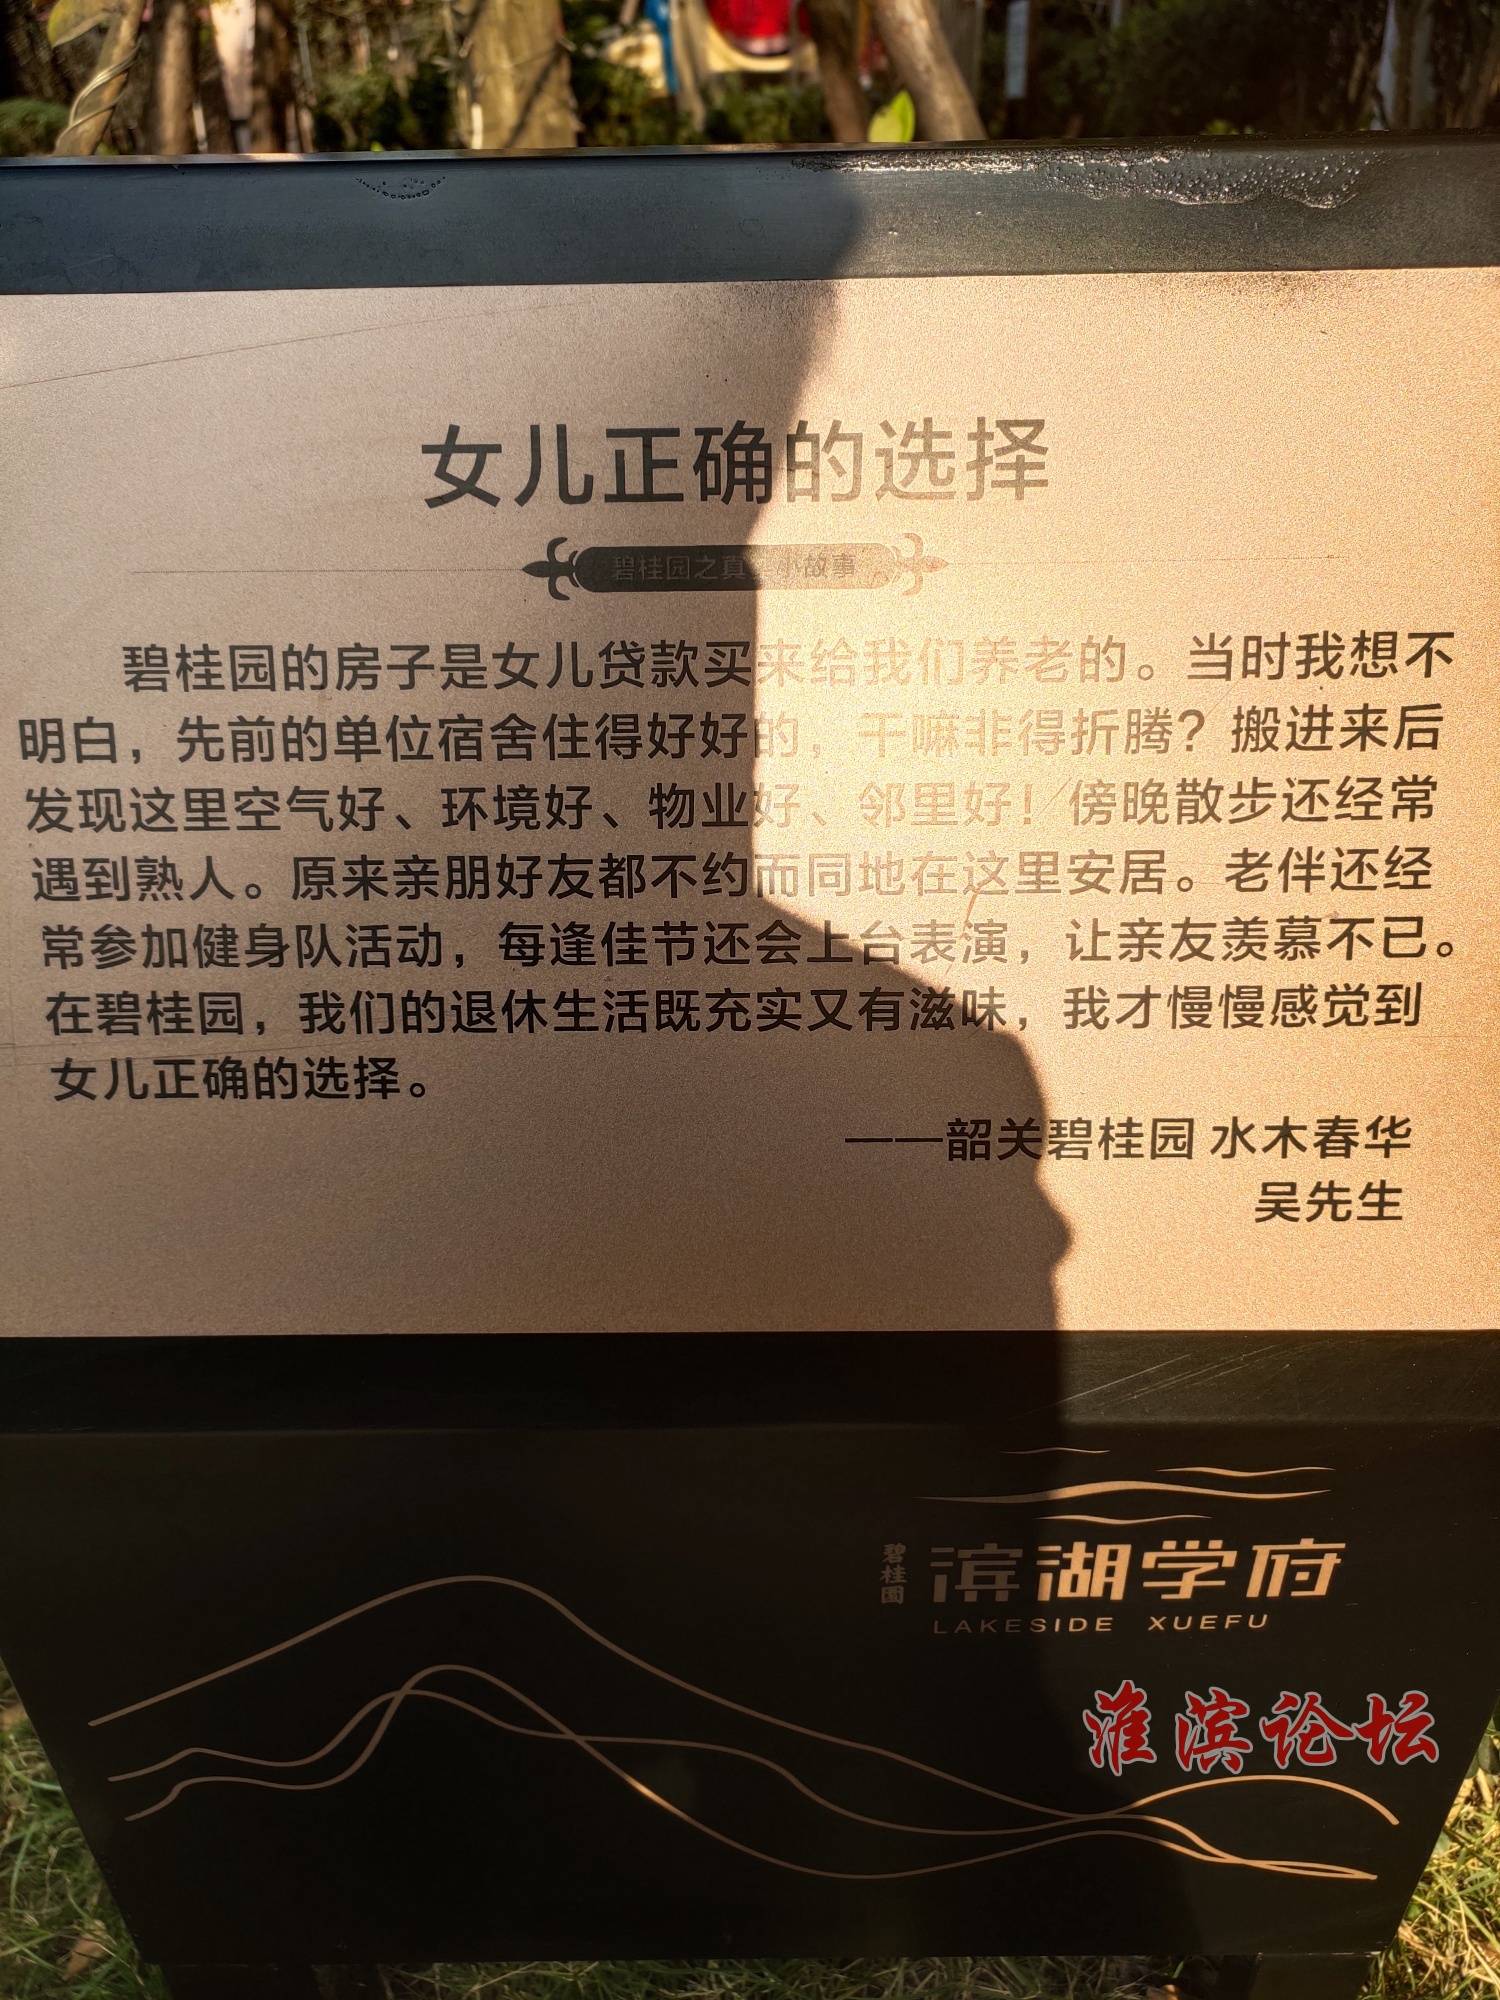 女儿正确的选择
碧桂园之真 小故事
碧桂园的房子是女儿贷款买来给我们养老的。当时我想不
明白，先前的单位宿舍住得好好的，干嘛非得折腾？搬进来后
发现这里空气好、环境好、物业好、邻里好！傍晚散步还经常
遇到熟人。原来亲朋好友都不约而同地在这里安居。老伴还经
常参加健身队活动，每逢佳节还会上台表演，让亲友羡慕不已。
在碧桂园，我们的退休生活既充实又有滋味，我才慢慢感觉到
女儿正确的选择。
——韶关碧桂园 水木春华
吴先生
碧桂園
滨湖学府
LAKESIDE XUEFU
淮滨论坛